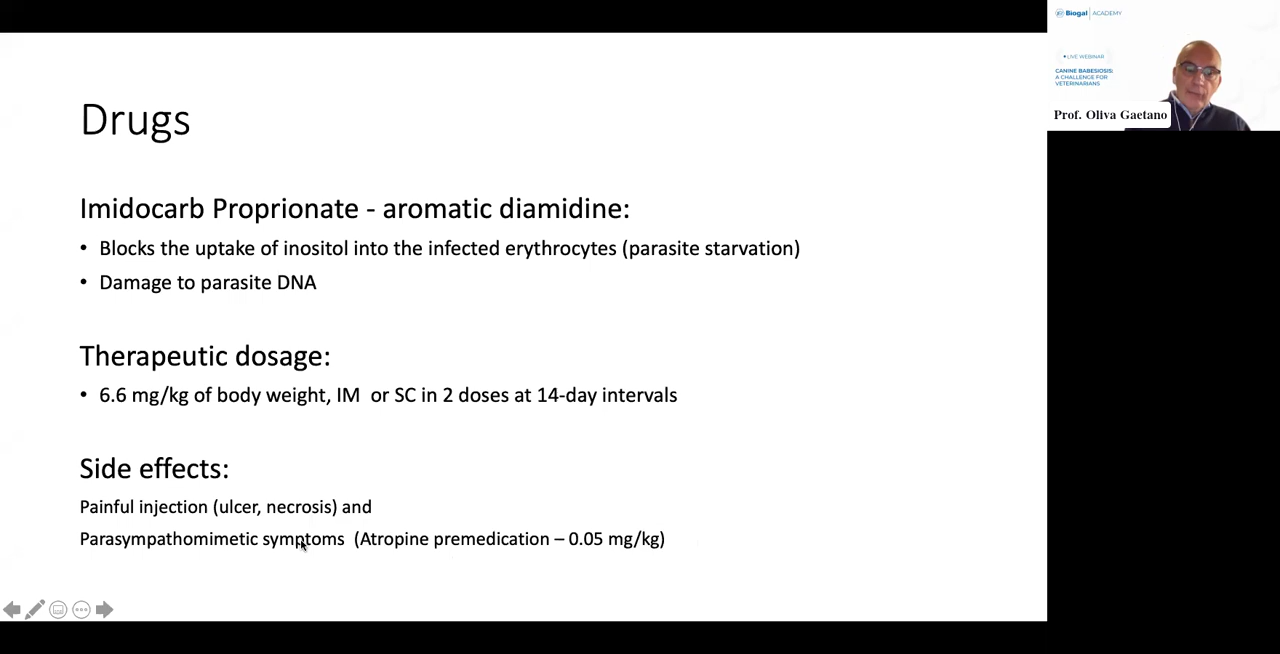 Drugs
Imidocarb Proprionate - aromatic diamidine:
• Blocks the uptake of inositol into the infected erythrocytes (parasite starvation)
• Damage to parasite DNA
Therapeutic dosage:
• 6.6 mg/kg of body weight, IM or SC in 2 doses at 14-day intervals
Side effects:
Painful injection (ulcer, necrosis) and
Parasympathomimetic symptoms (Atropine premedication – 0.05 mg/kg)
Biogal | ACADEMY
• LIVE WEBINAR
CANINE BABESIOSIS:
A CHALLENGE FOR
VETERINARIANS
Prof. Oliva Gaetano